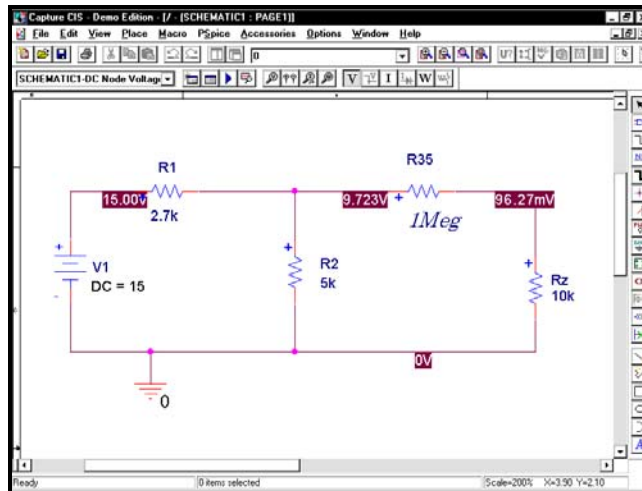 Capture CIS - Demo Edition - [/ - (SCHEMATIC1 : PAGE1)]
File Edit View Place Macro PSpice Accessories Options Window Help
0
U?
SCHEMATIC1-DC Node Voltag
V I W
R1
R35
15.00V
9.723V
96.27mV
2.7k
1Meg
V1
R2
Rz
DC = 15
5k
10k
0V
0
Ready
0 items selected
Scale=200% X=3.90 Y=2.10